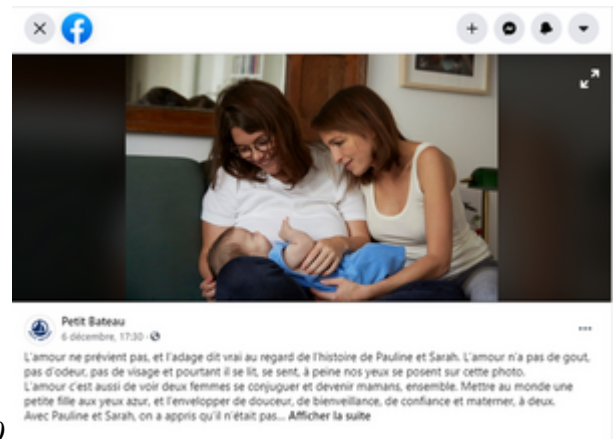 Petit Bateau
6 décembre, 17:30 ·
L'amour ne prévient pas, et l'adage dit vrai au regard de l'histoire de Pauline et Sarah. L'amour n'a pas de gout,
pas d'odeur, pas de visage et pourtant il se lit, se sent, à peine nos yeux se posent sur cette photo.
L'amour c'est aussi de voir deux femmes se conjuguer et devenir mamans, ensemble. Mettre au monde une
petite fille aux yeux azur, et l'envelopper de douceur, de bienveillance, de confiance et materner, à deux.
Avec Pauline et Sarah, on a appris qu'il n'était pas... Afficher la suite
)